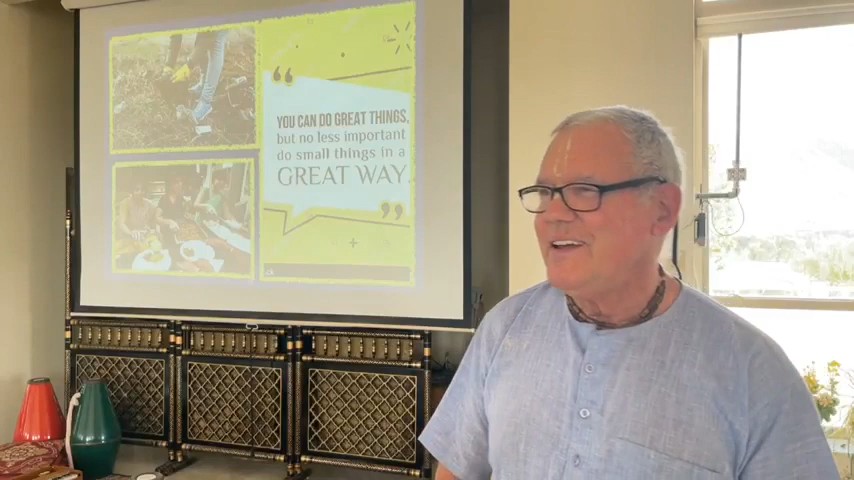 YOU CAN DO GREAT THINGS,
but no less important
do small things in a
GREAT WAY.